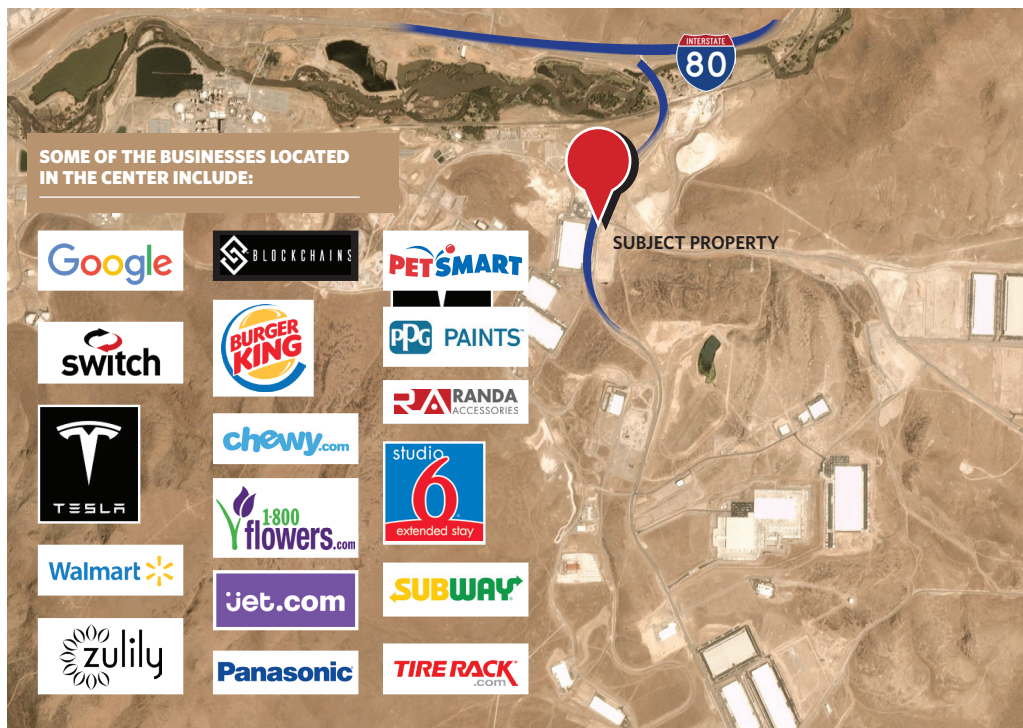 INTERSTATE
80
SOME OF THE BUSINESSES LOCATED
IN THE CENTER INCLUDE:
SUBJECT PROPERTY
Google
switch
TESLA
Walmart
zulily
BLOCKCHAINS
BURGER
KING
chewy.com
1·800
flowers.com
jet.com
Panasonic
PETSMART
PPG PAINTS
RA RANDA
ACCESSORIES
studio
6
extended stay
SUBWAY
TIRE RACK
.com